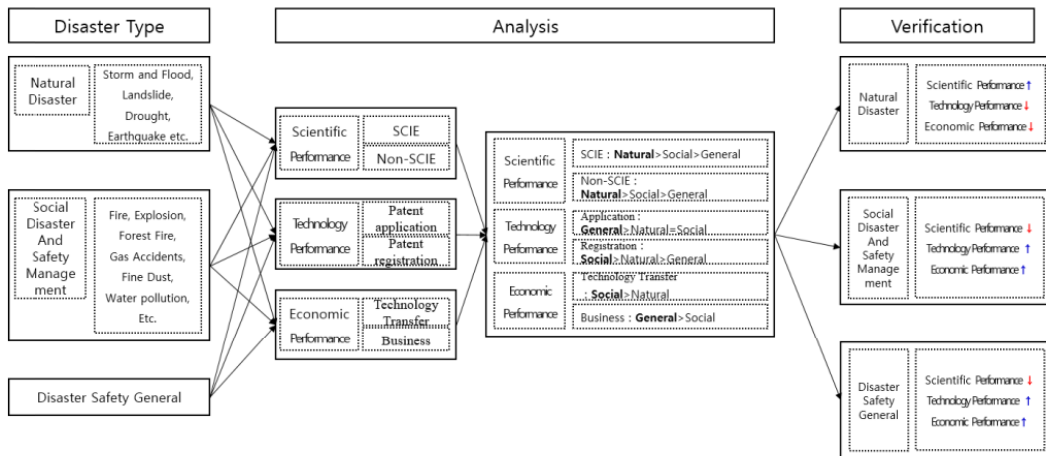 Disaster Type
Analysis
Verification
Natural
Disaster
Storm and Flood,
Landslide,
Drought,
Earthquake etc.
Social
Disaster
And
Safety
Manage
ment
Fire, Explosion,
Forest Fire,
Gas Accidents,
Fine Dust,
Water pollution,
Etc.
Disaster Safety General
Scientific
Performance
SCIE
Non-SCIE
Technology
Performance
Patent
application
Patent
registration
Economic
Performance
Technology
Transfer
Business
Scientific
Performance
SCIE : Natural>Social>General
Non-SCIE :
Natural>Social>General
Technology
Performance
Application :
General>Natural=Social
Registration :
Social>Natural>General
Economic
Performance
Technology Transfer
: Social>Natural
Business : General>Social
Natural
Disaster
Scientific Performance ↑
Technology Performance ↓
Economic Performance ↓
Social
Disaster
And
Safety
Manage
ment
Scientific Performance ↓
Technology Performance ↑
Economic Performance ↑
Disaster
Safety
General
Scientific Performance ↓
Technology Performance ↑
Economic Performance ↑